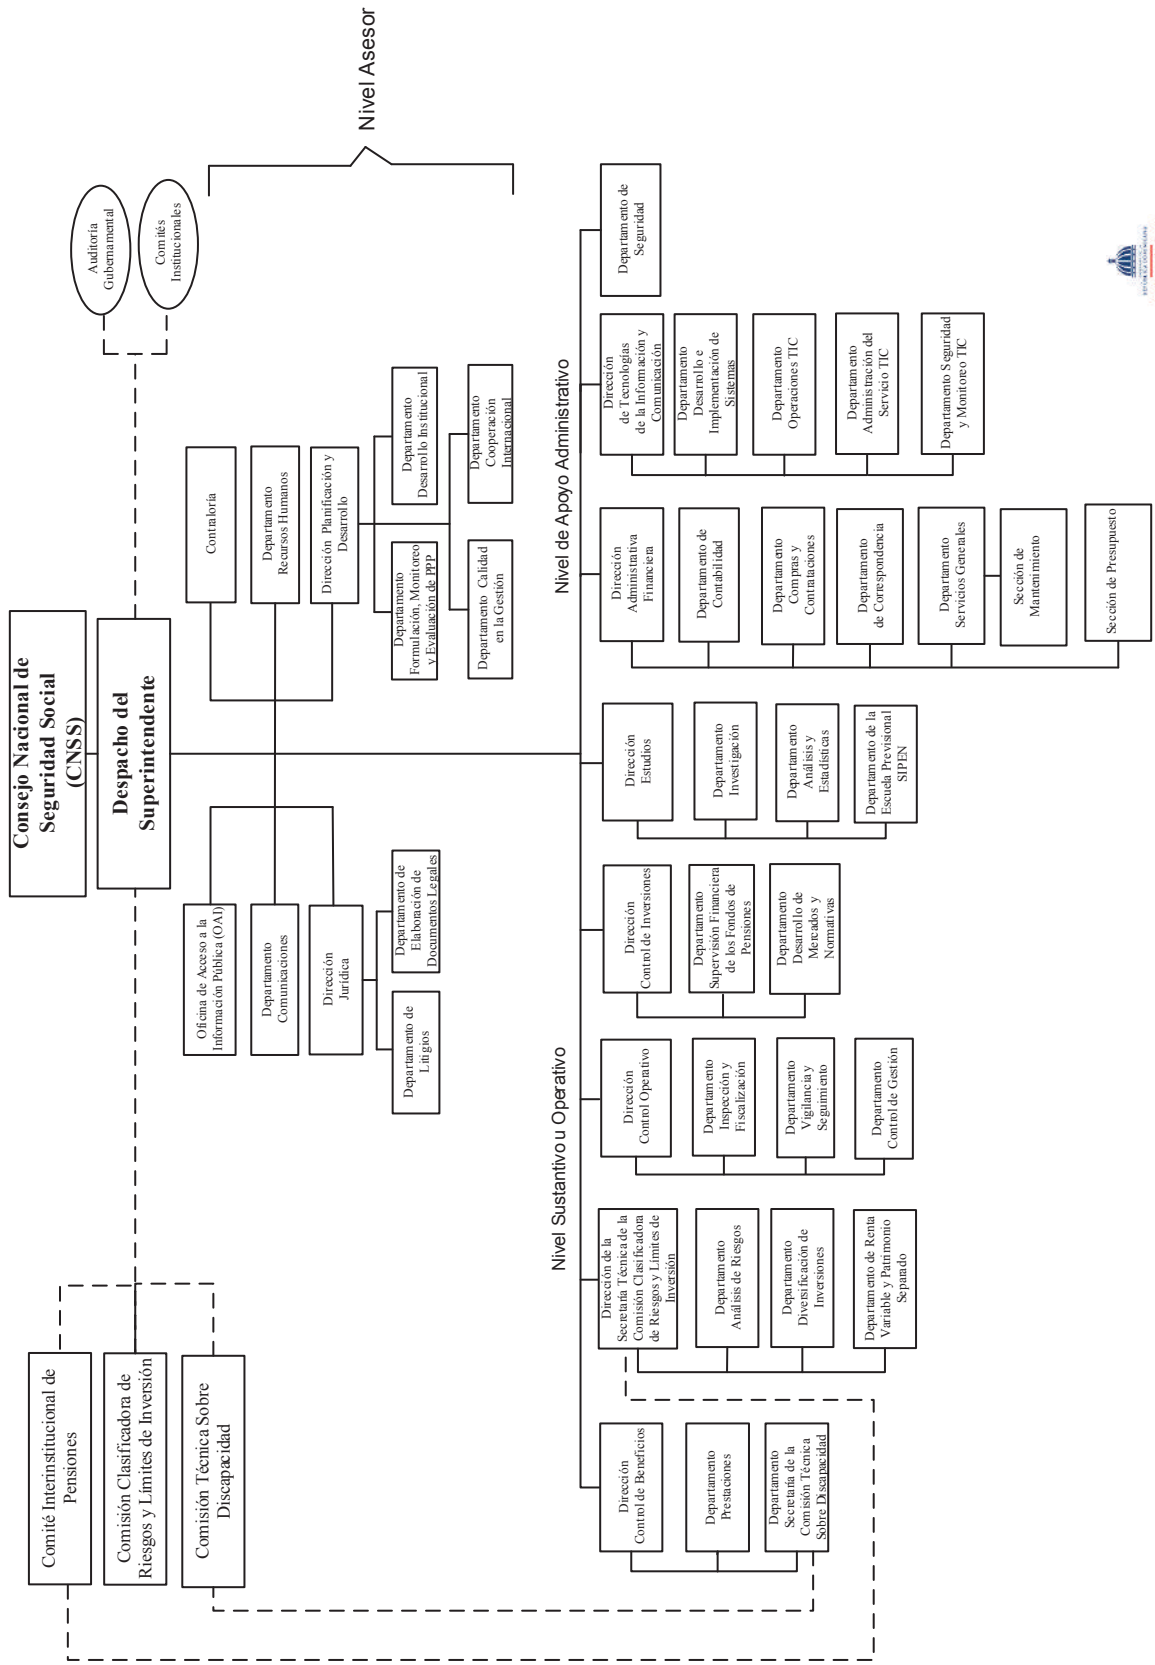 Consejo Nacional de
Seguridad Social
(CNSS)
Despacho del
Superintendente
Auditoría
Gubernamental
Comités
Institucionales
Comité Interinstitucional de
Pensiones
Comisión Clasificadora de
Riesgos y Límites de Inversión
Comisión Técnica Sobre
Discapacidad
Oficina de Acceso a la
Información Pública (OAI)
Contraloría
Departamento
Comunicaciones
Departamento
Recursos Humanos
Dirección
Jurídica
Dirección Planificación y
Desarrollo
Departamento de
Litigios
Departamento de
Elaboración de
Documentos Legales
Departamento
Formulación, Monitoreo
y Evaluación de PPP
Departamento
Desarrollo Institucional
Departamento Calidad
en la Gestión
Departamento
Cooperación
Internacional
Nivel Asesor
Nivel Sustantivo u Operativo
Nivel de Apoyo Administrativo
Dirección
Control de Beneficios
Departamento
Prestaciones
Departamento
Secretaría de la
Comisión Técnica
Sobre Discapacidad
Dirección de la
Secretaría Técnica de la
Comisión Clasificadora
de Riesgos y Límites de
Inversión
Departamento
Análisis de Riesgos
Departamento
Diversificación de
Inversiones
Departamento de Renta
Variable y Patrimonio
Separado
Dirección
Control Operativo
Departamento
Inspección y
Fiscalización
Departamento
Vigilancia y
Seguimiento
Departamento
Control de Gestión
Dirección
Control de Inversiones
Departamento
Supervisión Financiera
de los Fondos de
Pensiones
Departamento
Desarrollo de
Mercados y
Normativas
Dirección
Estudios
Departamento
Investigación
Departamento
Análisis y
Estadísticas
Departamento de la
Escuela Previsional
SIPEN
Dirección
Administrativa
Financiera
Departamento de
Contabilidad
Departamento
Compras y
Contrataciones
Departamento
de Correspondencia
Departamento
Servicios Generales
Sección de
Mantenimiento
Sección de Presupuesto
Dirección
de Tecnologías
de la Información y
Comunicación
Departamento
Desarrollo e
Implementación de
Sistemas
Departamento
Operaciones TIC
Departamento
Administración del
Servicio TIC
Departamento Seguridad
y Monitoreo TIC
Departamento de
Seguridad
REPÚBLICA DOMINICANA